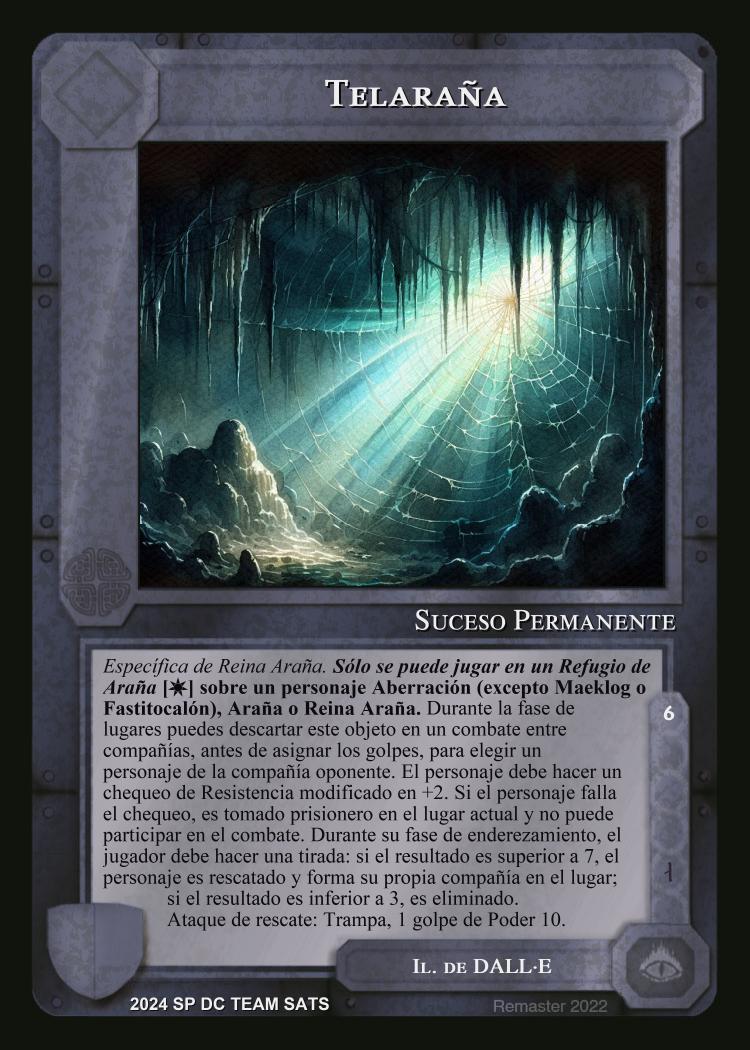 Telaraña
Suceso Permanente
Específica de Reina Araña. Sólo se puede jugar en un Refugio de
Araña [✷] sobre un personaje Aberración (excepto Maeklog o
Fastitocalón), Araña o Reina Araña. Durante la fase de
lugares puedes descartar este objeto en un combate entre
compañías, antes de asignar los golpes, para elegir un
personaje de la compañía oponente. El personaje debe hacer un
chequeo de Resistencia modificado en +2. Si el personaje falla
el chequeo, es tomado prisionero en el lugar actual y no puede
participar en el combate. Durante su fase de enderezamiento, el
jugador debe hacer una tirada: si el resultado es superior a 7, el
personaje es rescatado y forma su propia compañía en el lugar;
si el resultado es inferior a 3, es eliminado.
Ataque de rescate: Trampa, 1 golpe de Poder 10.
6
Il. de DALL·E
2024 SP DC TEAM SATS
Remaster 2022